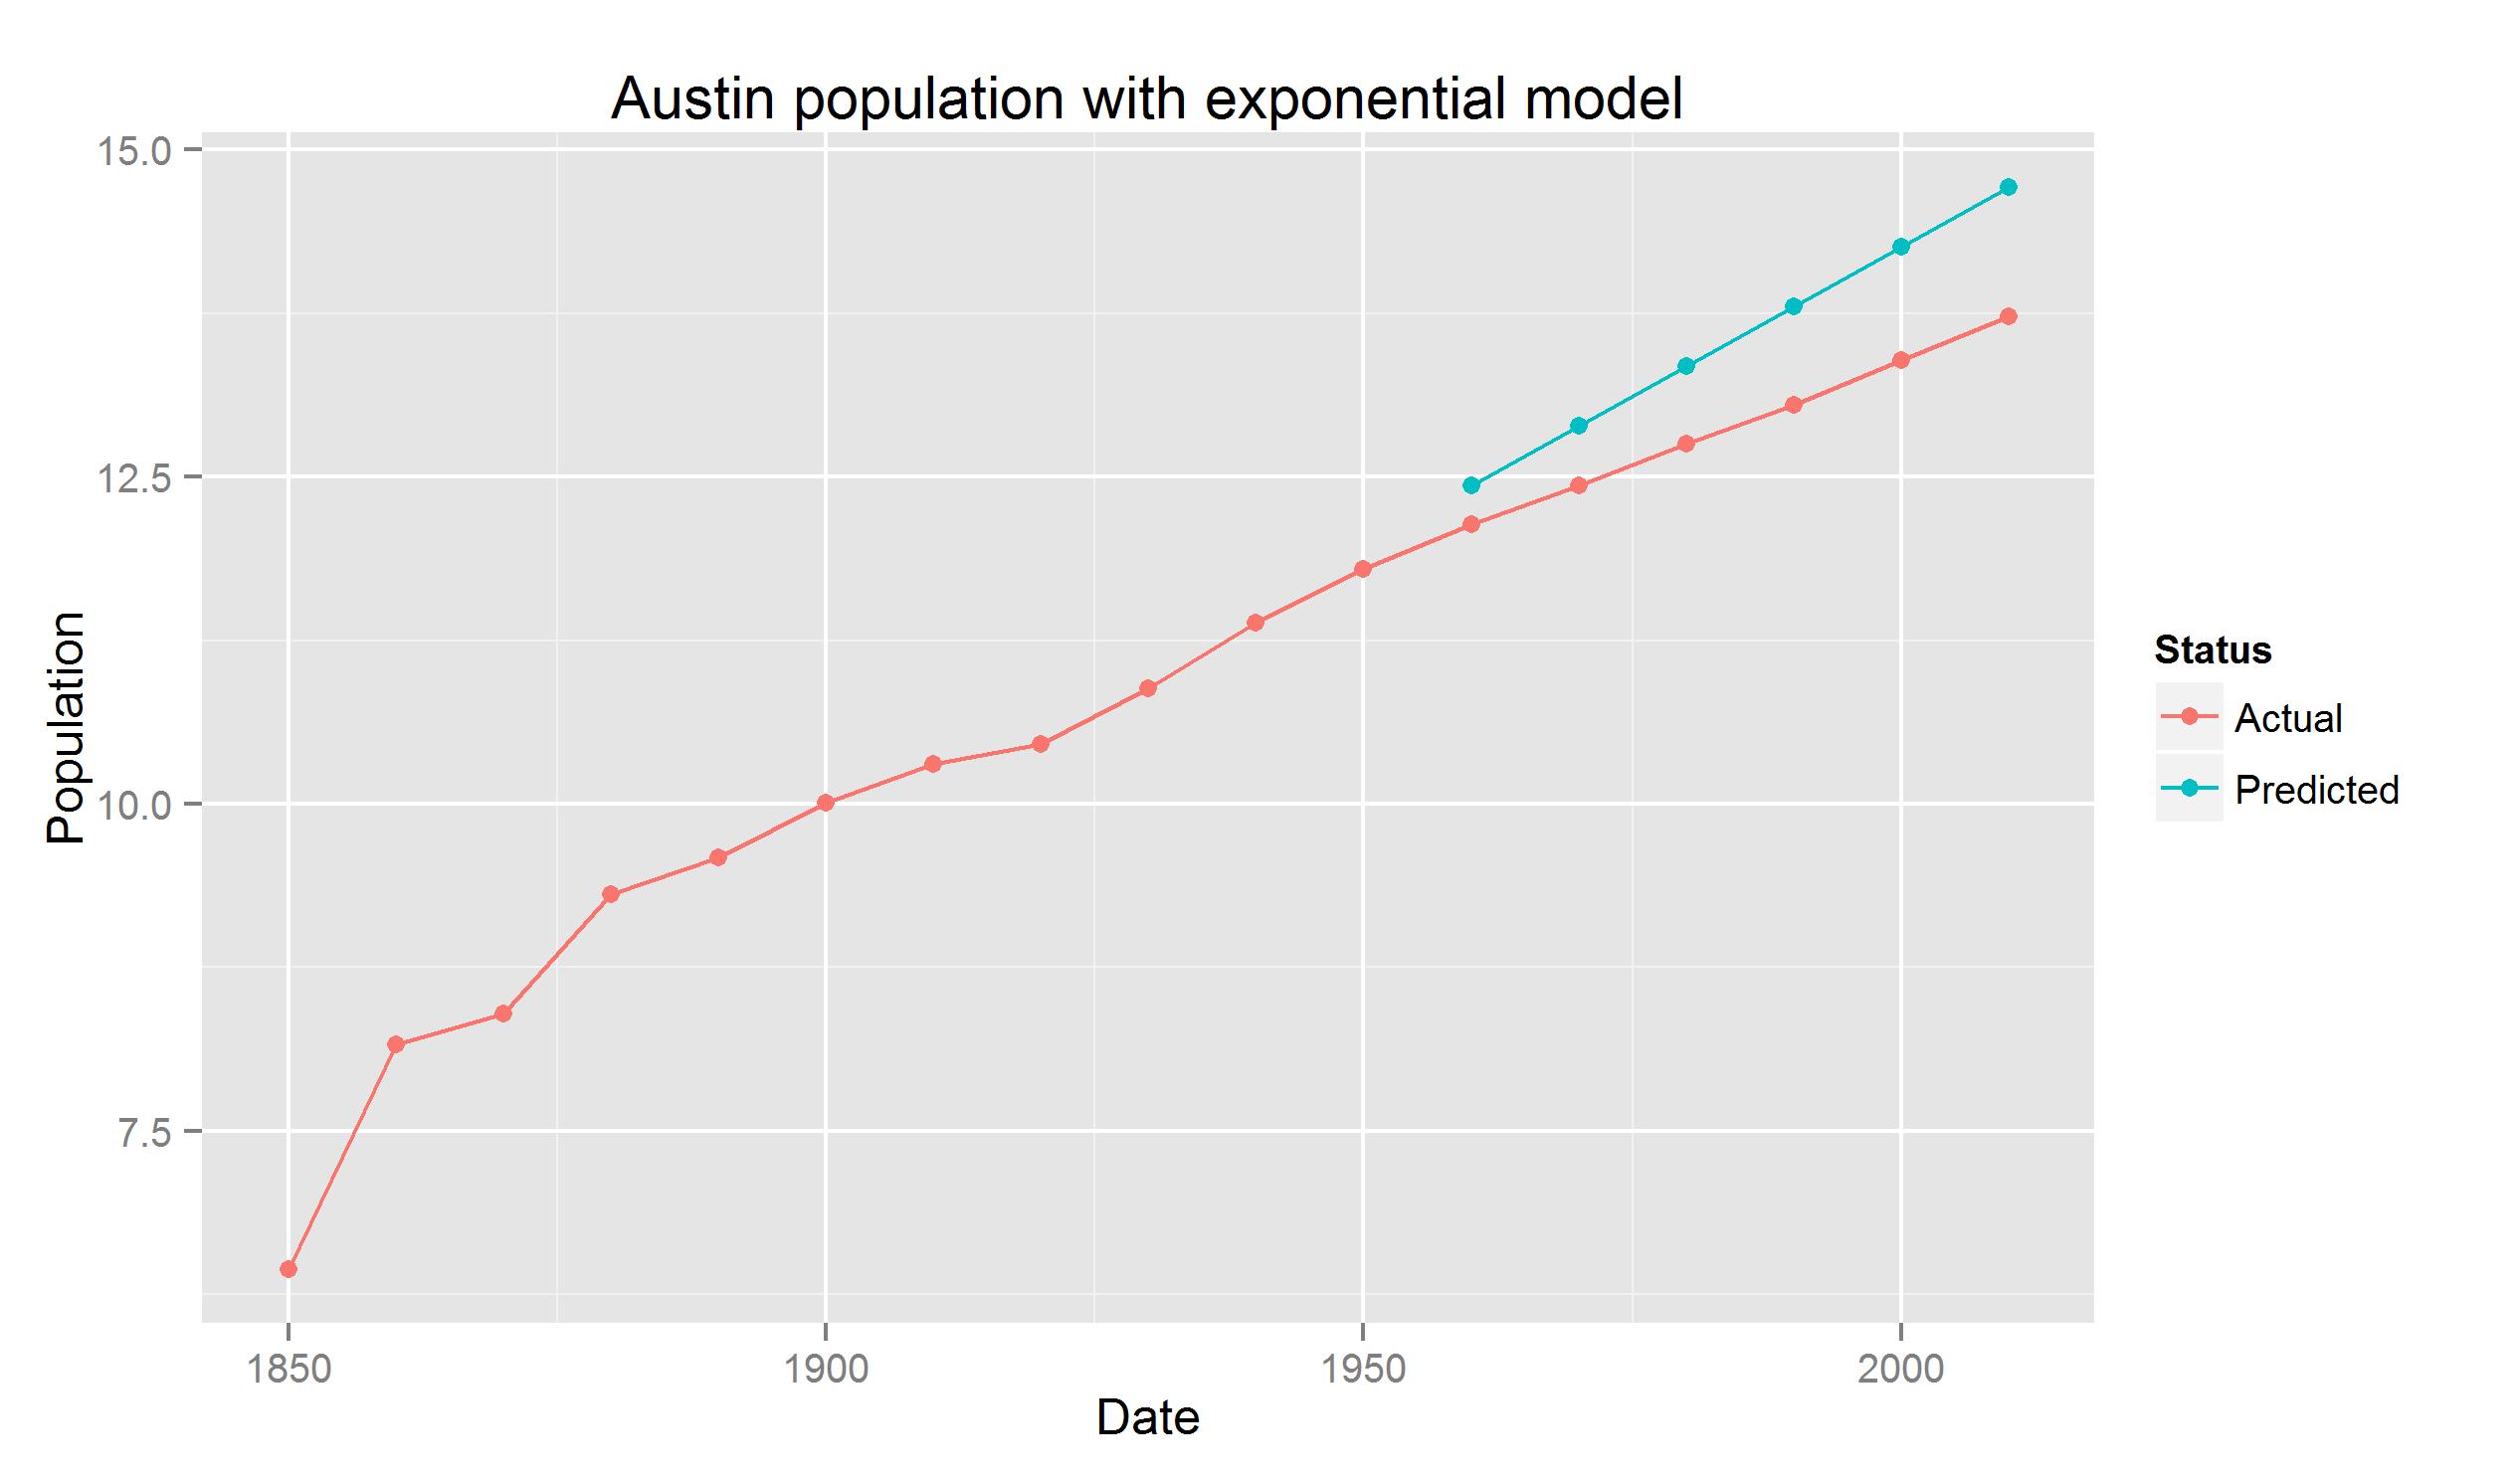 Austin population with exponential model
15.0
12.5
10.0
7.5
Population
1850 1900 1950 2000
Date
Status
Actual
Predicted